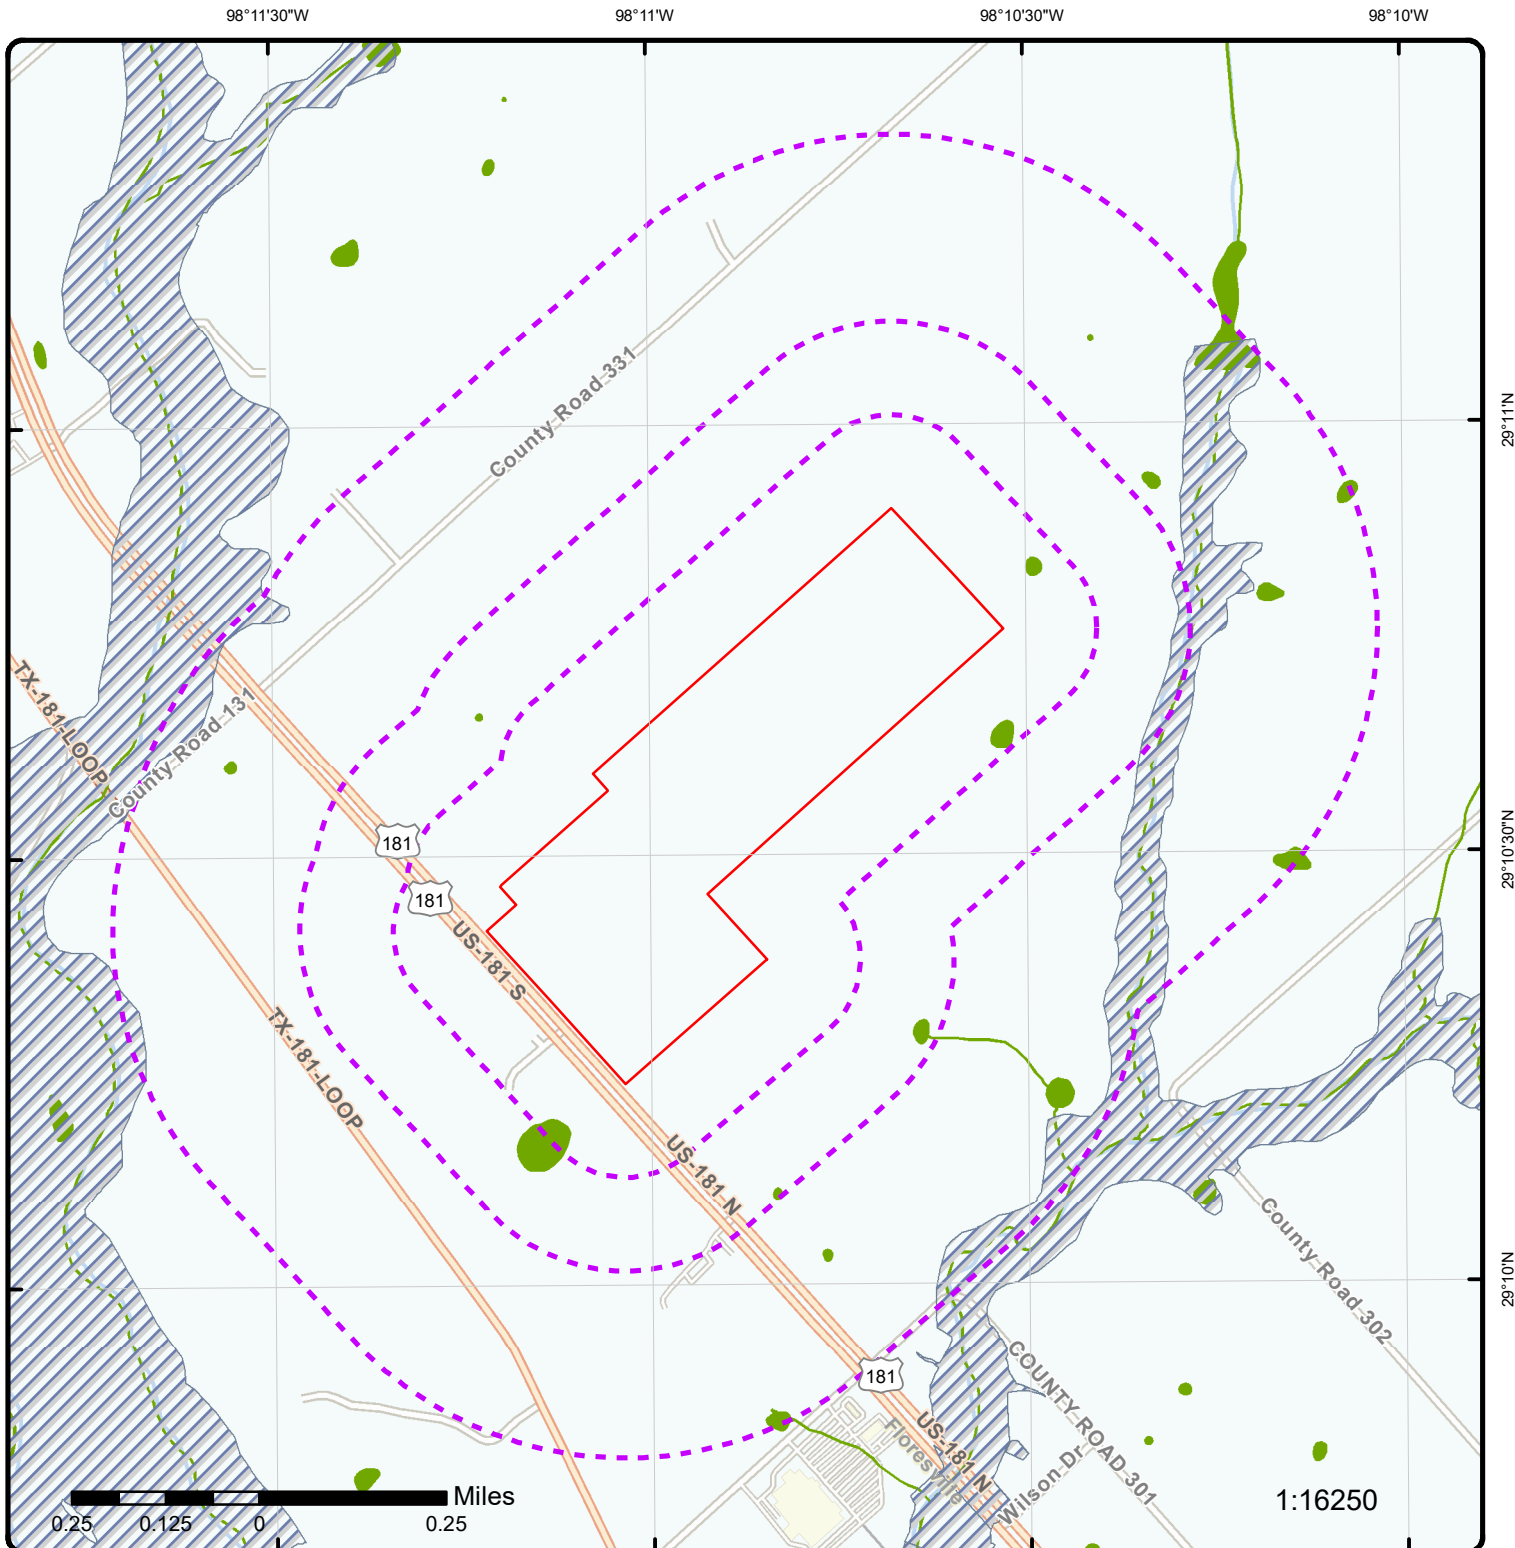 98°11'30"W
98°11'W
98°10'30"W
98°10'W
29°11'N
County Road 331
TX-181-LOOP
County Road 131
181
29°10'30"N
181
US-181 S
TX-181-LOOP
US-181 N
County Road 302
29°10'N
181
COUNTY ROAD 301
US-181 N
Floresville
Wilson Dr
Miles
0.25
0.125
0
0.25
1:16250